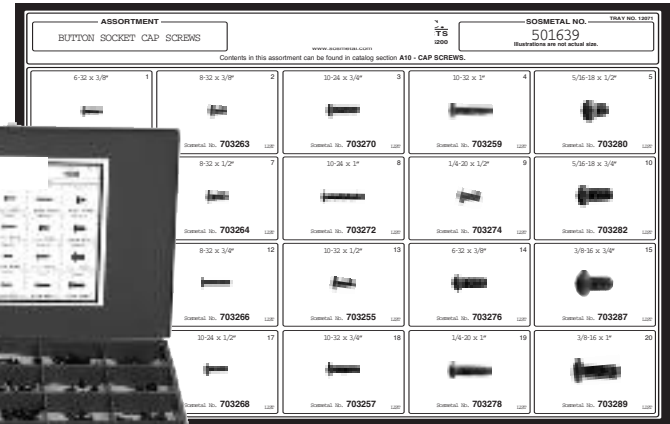 ASSORTMENT
BUTTON SOCKET CAP SCREWS
TS
5200
www.sosmetal.com
SOSMETAL NO.
TRAY NO. 12071
501639
Illustrations are not actual size.
Contents in this assortment can be found in catalog section A10 - CAP SCREWS.
6-32 x 3/8" 1
8-32 x 3/8" 2
10-24 x 3/4" 3
10-32 x 1" 4
5/16-18 x 1/2" 5
Sosmetal No. 703263
Sosmetal No. 703270
Sosmetal No. 703259
Sosmetal No. 703280
8-32 x 1/2" 7
10-24 x 1" 8
1/4-20 x 1/2" 9
5/16-18 x 3/4" 10
Sosmetal No. 703264
Sosmetal No. 703272
Sosmetal No. 703274
Sosmetal No. 703282
8-32 x 3/4" 12
10-32 x 1/2" 13
6-32 x 3/8" 14
3/8-16 x 3/4" 15
Sosmetal No. 703266
Sosmetal No. 703255
Sosmetal No. 703276
Sosmetal No. 703287
10-24 x 1/2" 17
10-32 x 3/4" 18
1/4-20 x 1" 19
3/8-16 x 1" 20
Sosmetal No. 703268
Sosmetal No. 703257
Sosmetal No. 703278
Sosmetal No. 703289